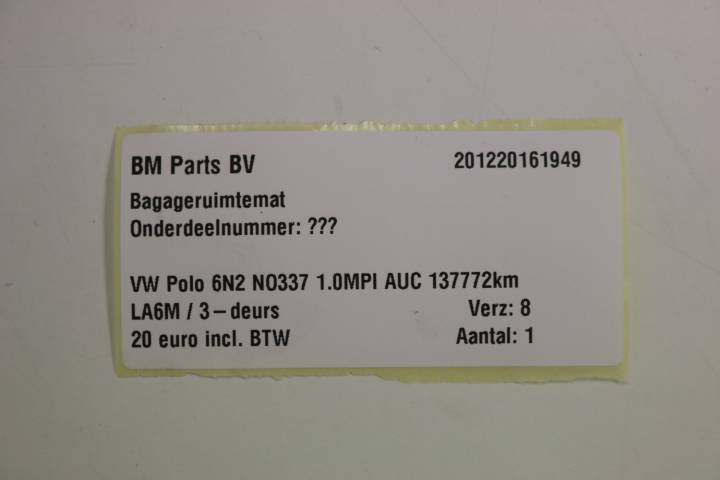 BM Parts BV 201220161949
Bagageruimtemat
Onderdeelnummer: ???
VW Polo 6N2 NO337 1.0MPI AUC 137772km
LA6M / 3-deurs Verz: 8
20 euro incl. BTW Aantal: 1